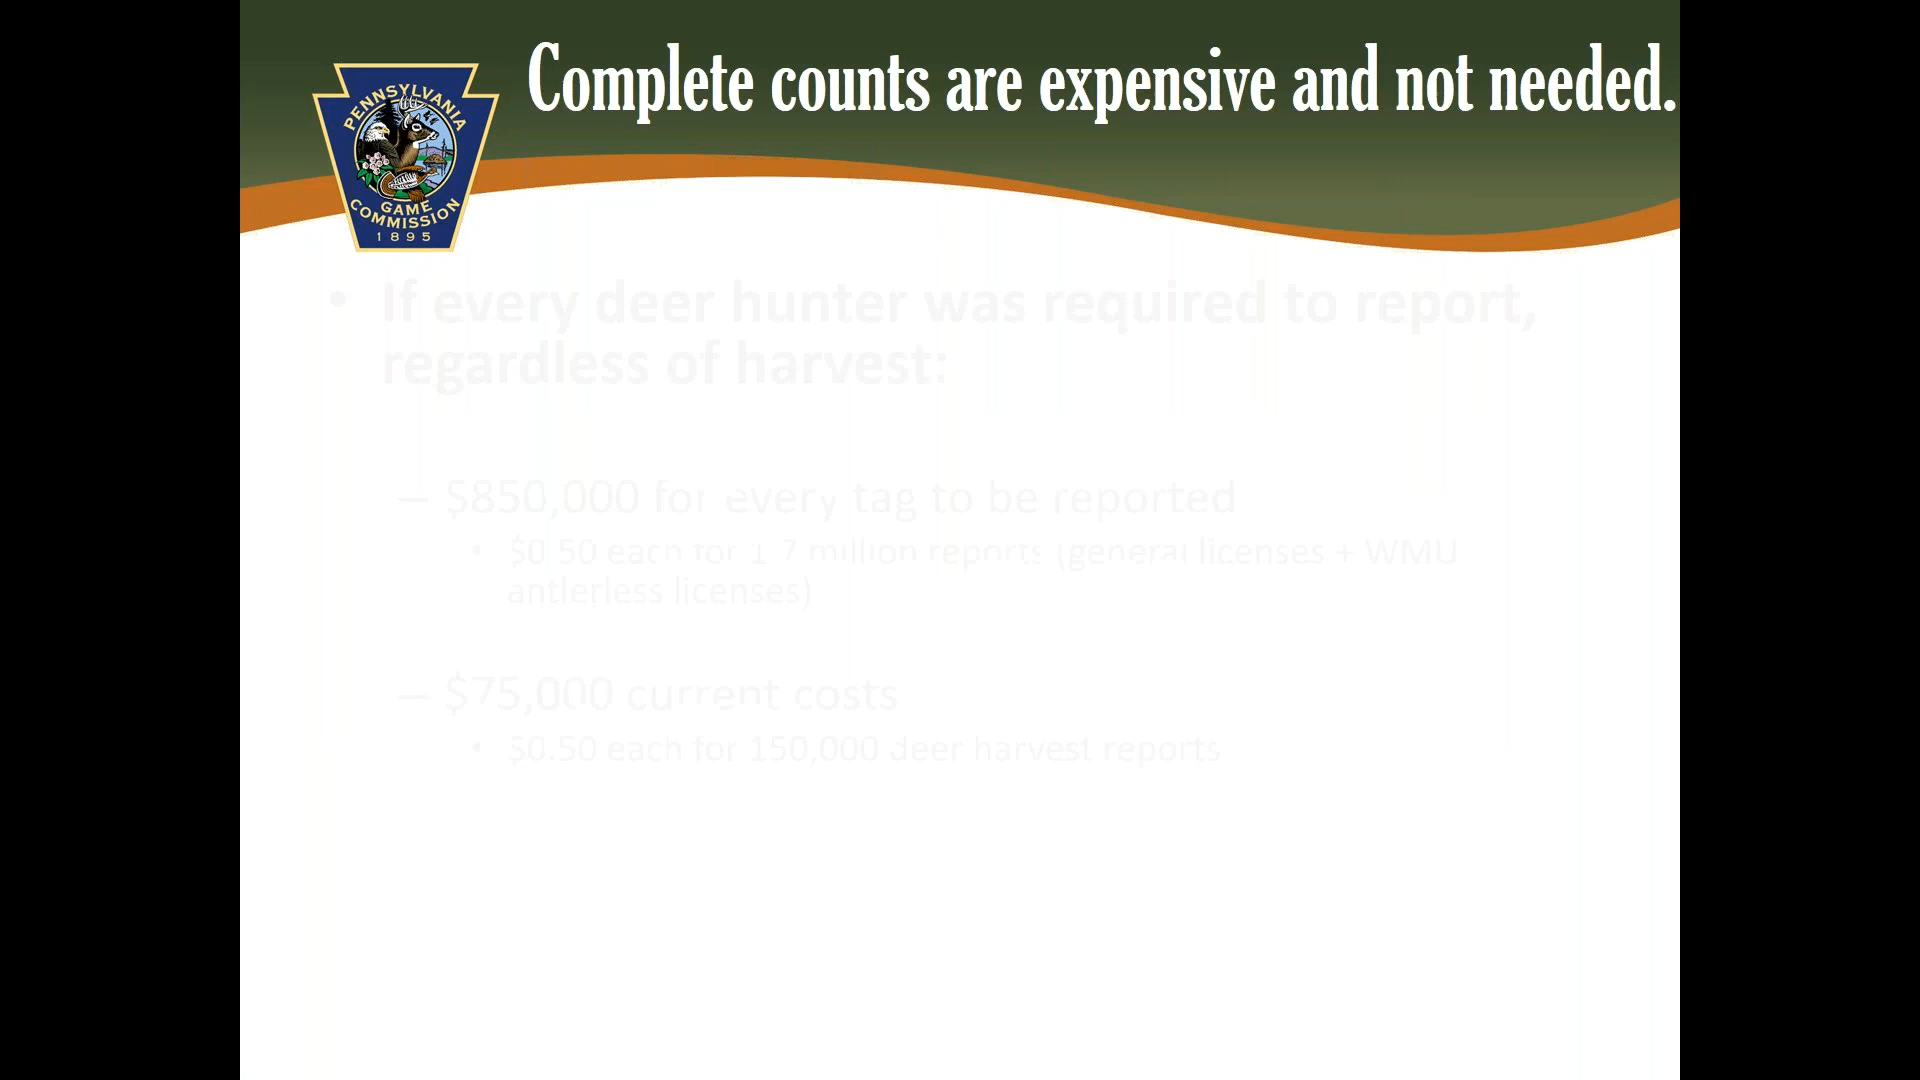 Complete counts are expensive and not needed.
PENNSYLVANIA
GAME
COMMISSION
1895
• If every deer hunter was required to report,
regardless of harvest:
– $850,000 for every tag to be reported
• $0.50 each for 1.7 million reports (general licenses + WMU
antlerless licenses)
– $75,000 current costs
• $0.50 each for 150,000 deer harvest reports